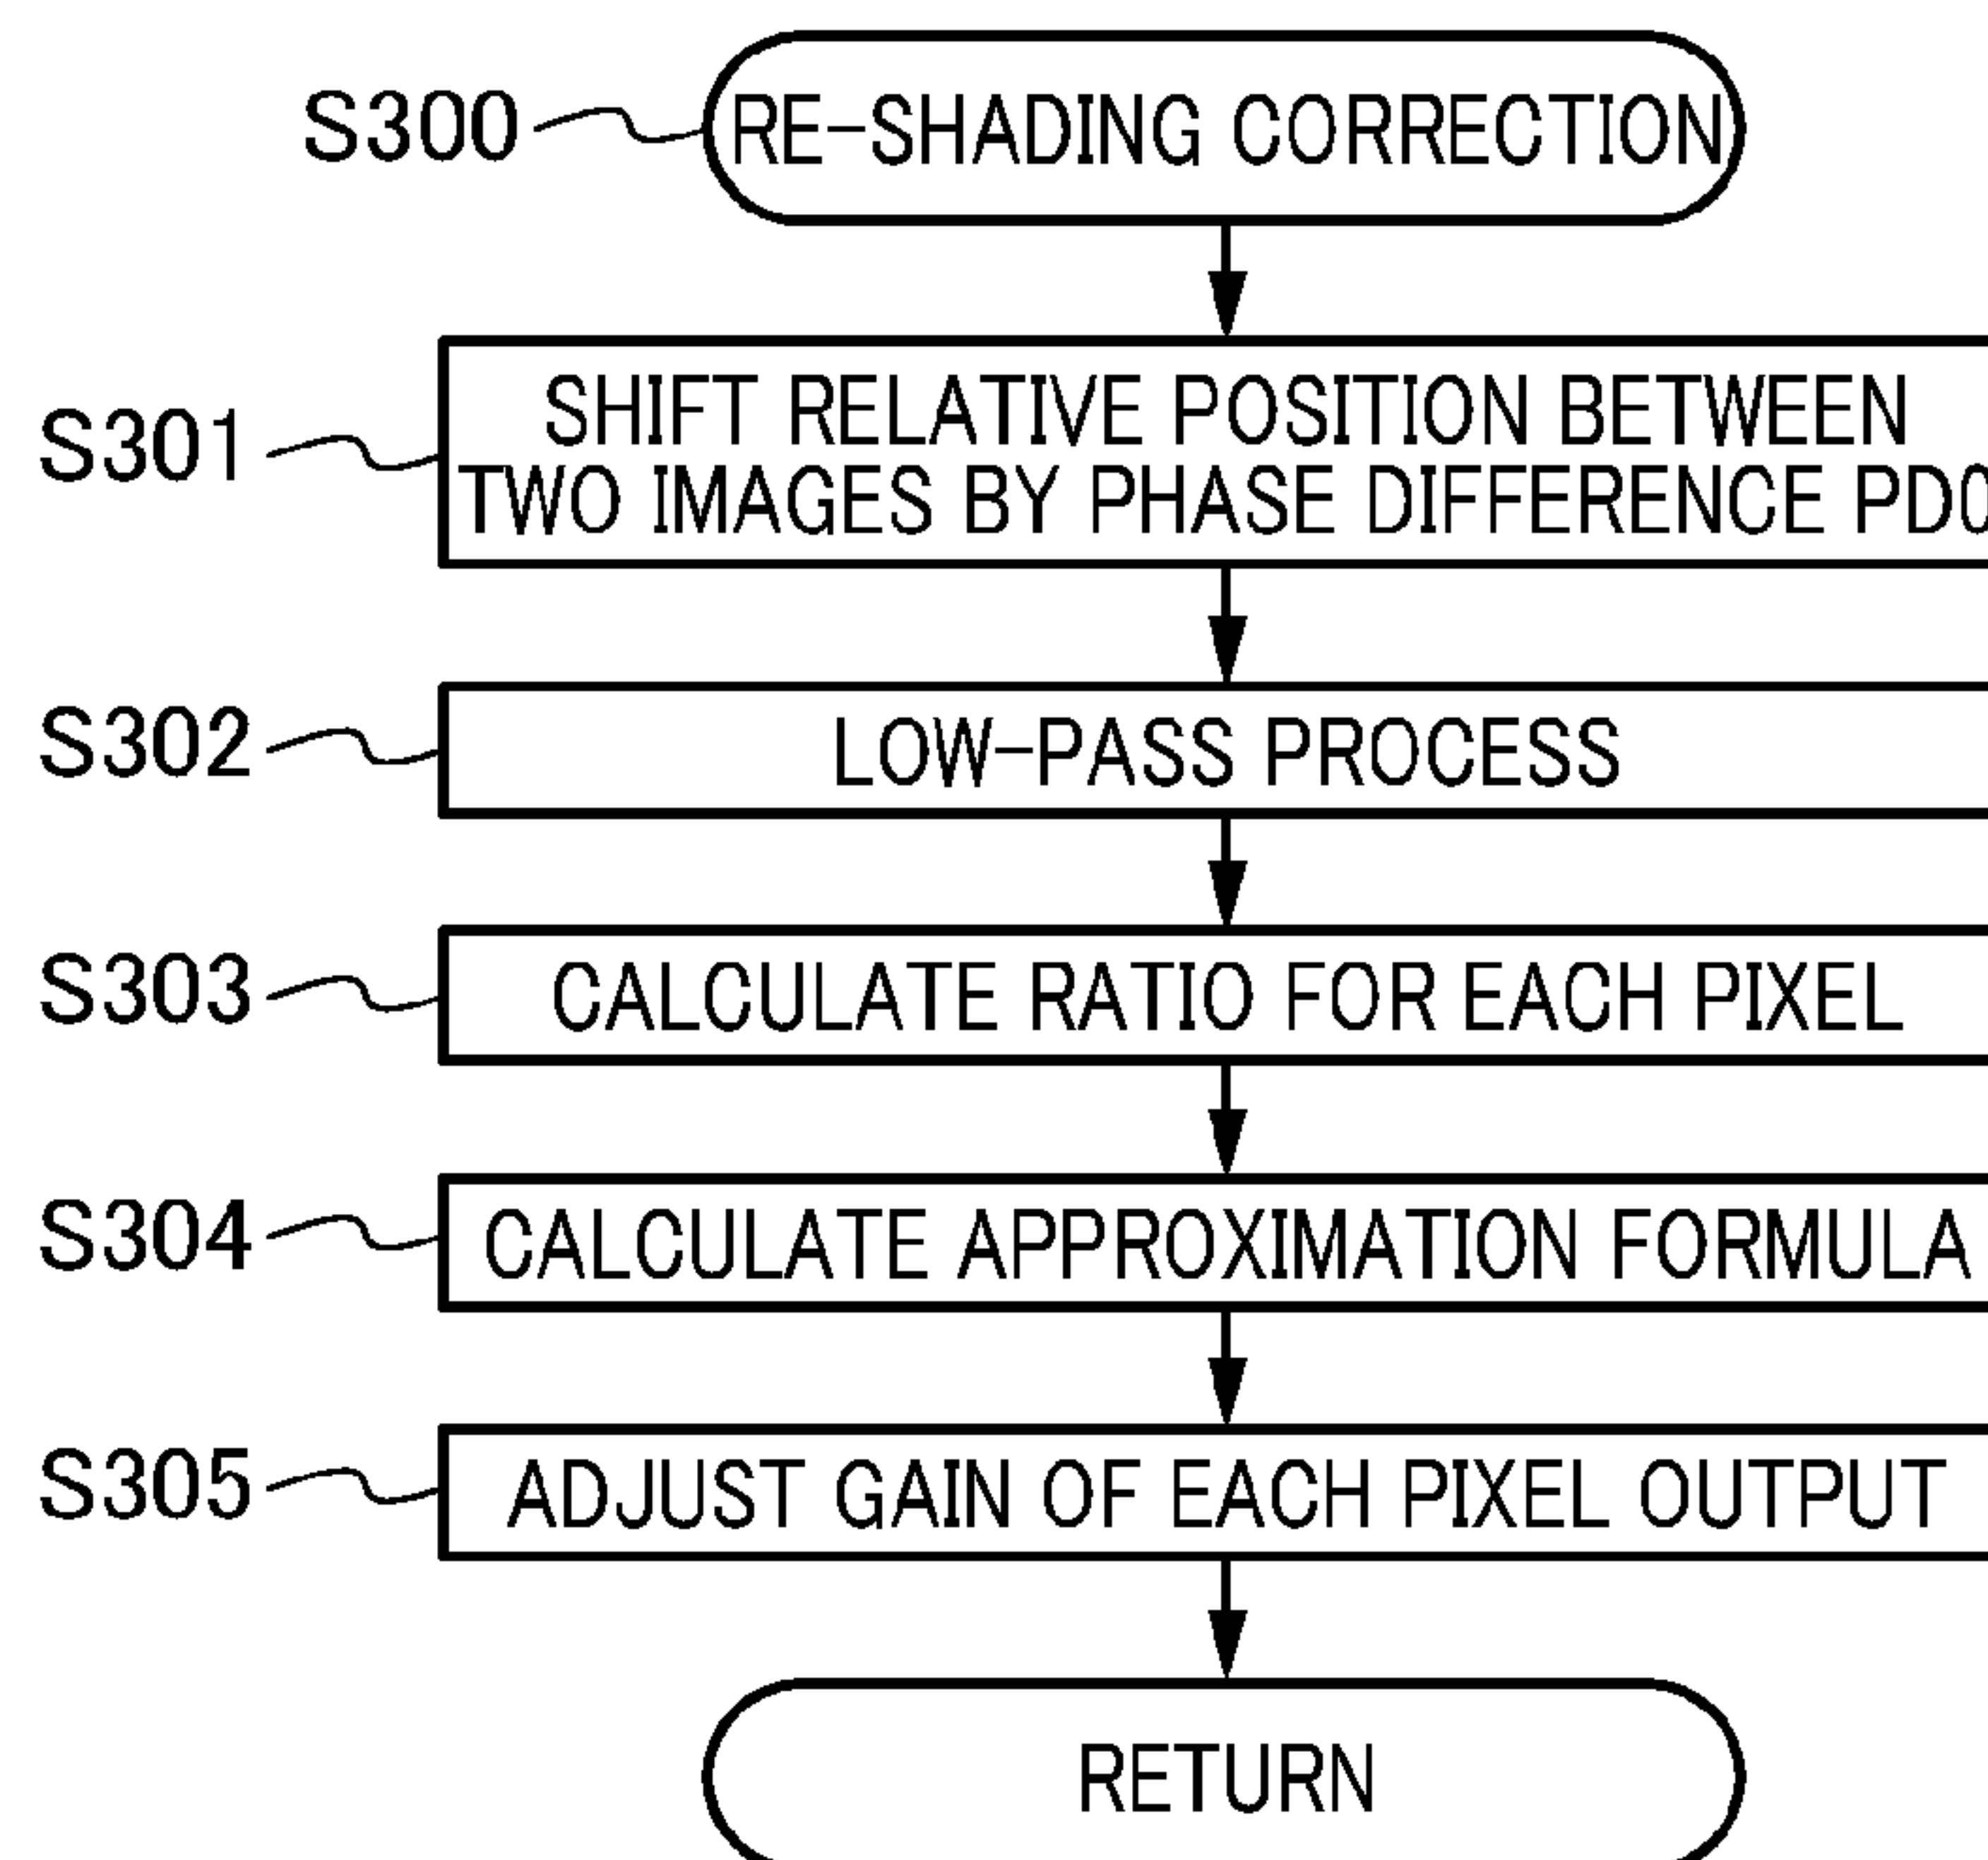 S300
RE-SHADING CORRECTION
S301
SHIFT RELATIVE POSITION BETWEEN
TWO IMAGES BY PHASE DIFFERENCE PD0
S302
LOW-PASS PROCESS
S303
CALCULATE RATIO FOR EACH PIXEL
S304
CALCULATE APPROXIMATION FORMULA
S305
ADJUST GAIN OF EACH PIXEL OUTPUT
RETURN